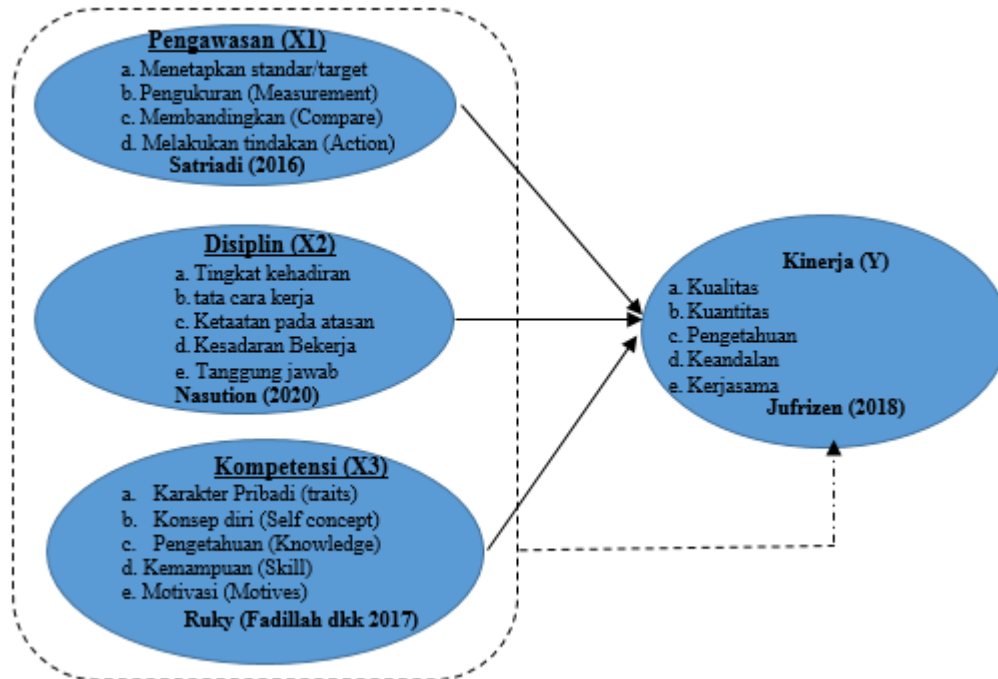 Pengawasan (X1)
a. Menetapkan standar/target
b. Pengukuran (Measurement)
c. Membandingkan (Compare)
d. Melakukan tindakan (Action)
Satriadi (2016)
Disiplin (X2)
a. Tingkat kehadiran
b. tata cara kerja
c. Ketaatan pada atasan
d. Kesadaran Bekerja
e. Tanggung jawab
Nasution (2020)
Kompetensi (X3)
a. Karakter Pribadi (traits)
b. Konsep diri (Self concept)
c. Pengetahuan (Knowledge)
d. Kemampuan (Skill)
e. Motivasi (Motives)
Ruky (Fadillah dkk 2017)
Kinerja (Y)
a. Kualitas
b. Kuantitas
c. Pengetahuan
d. Keandalan
e. Kerjasama
Jufrizen (2018)